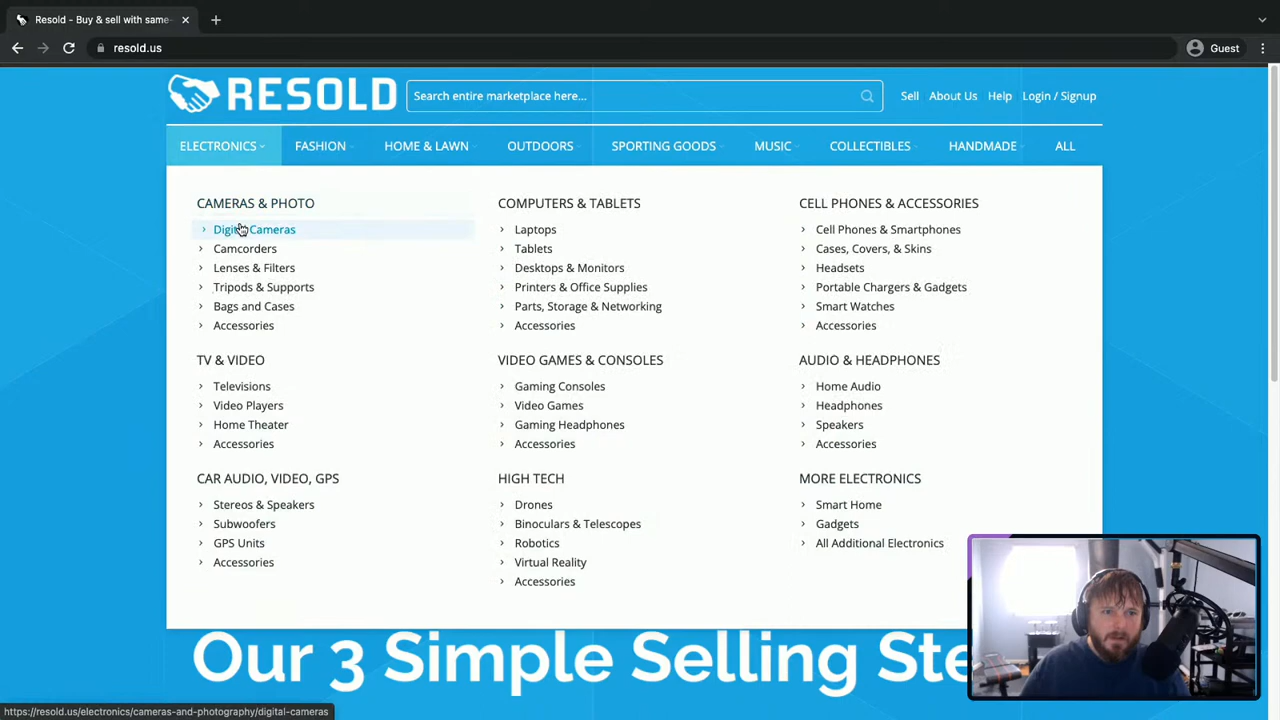 Resold - Buy & sell with same-
resold.us
Guest
RESOLD
Search entire marketplace here...
Sell
About Us
Help
Login / Signup
ELECTRONICS
FASHION
HOME & LAWN
OUTDOORS
SPORTING GOODS
MUSIC
COLLECTIBLES
HANDMADE
ALL
CAMERAS & PHOTO
Digital Cameras
Camcorders
Lenses & Filters
Tripods & Supports
Bags and Cases
Accessories
COMPUTERS & TABLETS
Laptops
Tablets
Desktops & Monitors
Printers & Office Supplies
Parts, Storage & Networking
Accessories
CELL PHONES & ACCESSORIES
Cell Phones & Smartphones
Cases, Covers, & Skins
Headsets
Portable Chargers & Gadgets
Smart Watches
Accessories
TV & VIDEO
Televisions
Video Players
Home Theater
Accessories
VIDEO GAMES & CONSOLES
Gaming Consoles
Video Games
Gaming Headphones
Accessories
AUDIO & HEADPHONES
Home Audio
Headphones
Speakers
Accessories
CAR AUDIO, VIDEO, GPS
Stereos & Speakers
Subwoofers
GPS Units
Accessories
HIGH TECH
Drones
Binoculars & Telescopes
Robotics
Virtual Reality
Accessories
MORE ELECTRONICS
Smart Home
Gadgets
All Additional Electronics
Our 3 Simple Selling Ste
https://resold.us/electronics/cameras-and-photography/digital-cameras